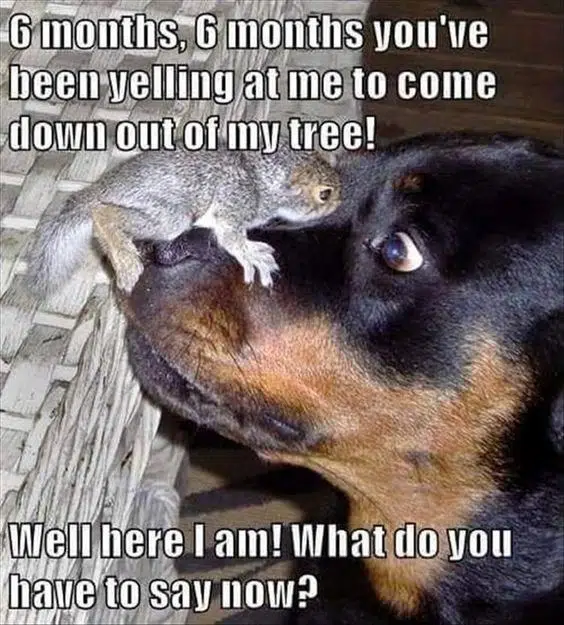 6 months, 6 months you've
been yelling at me to come
down out of my tree!
Well here I am! What do you
have to say now?